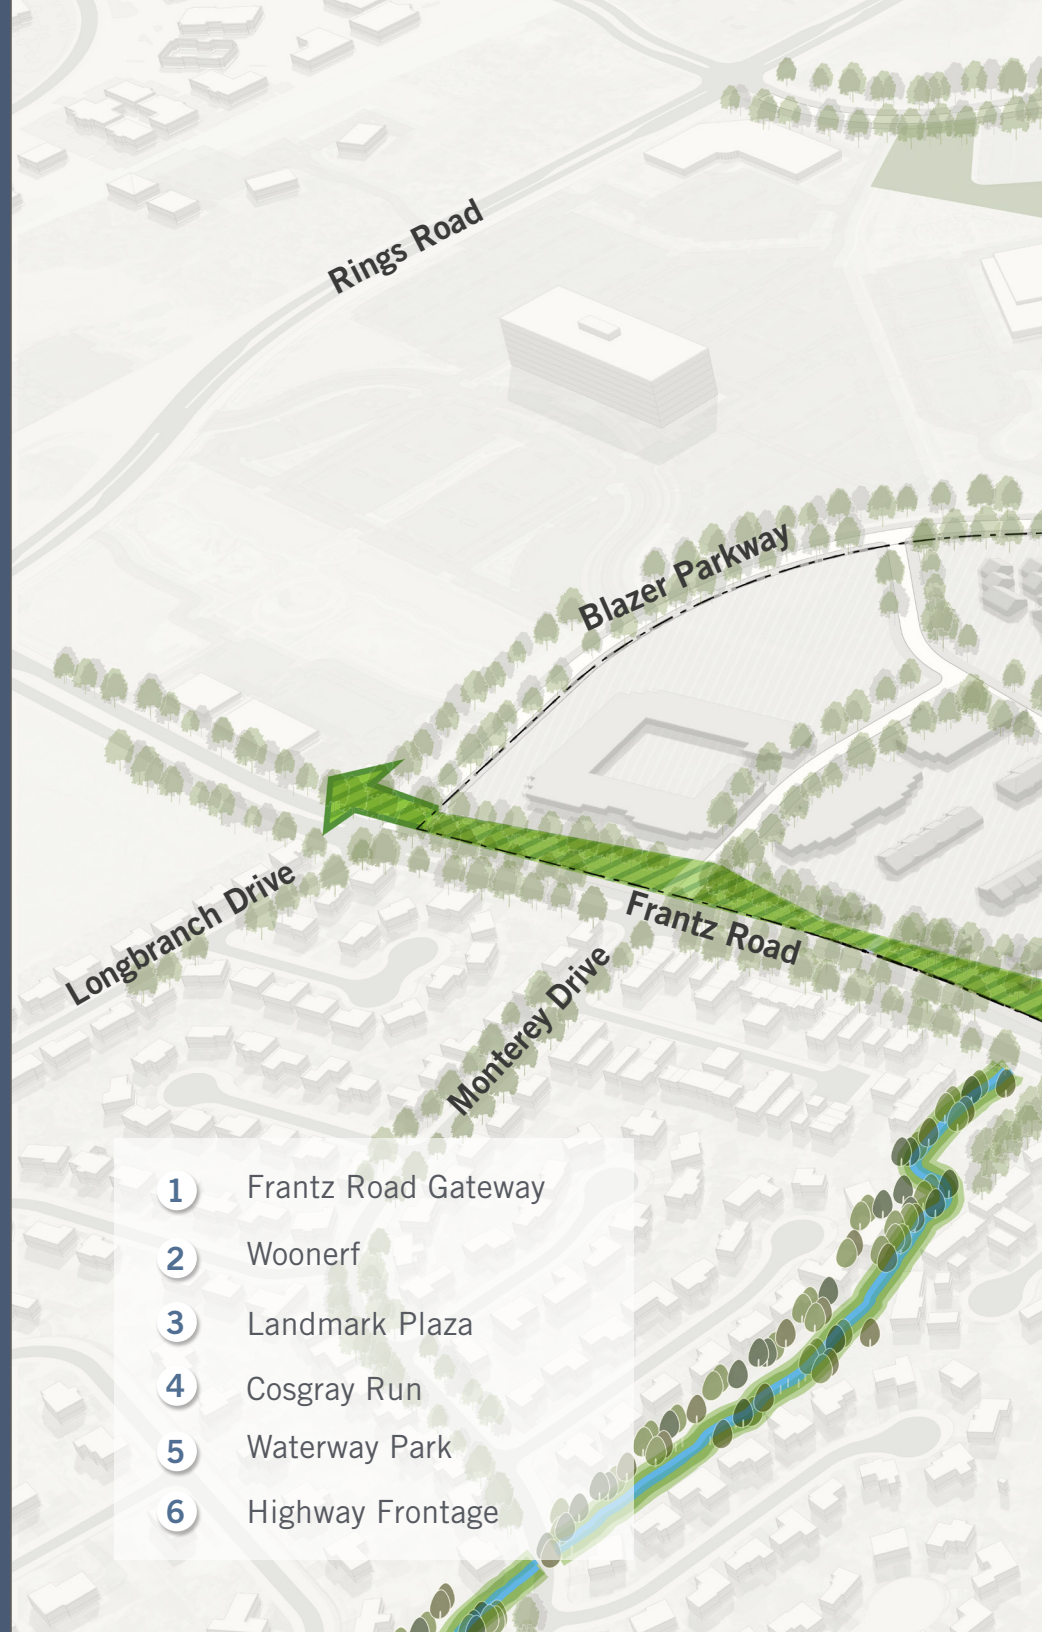 Rings Road
Blazer Parkway
Longbranch Drive
Frantz Road
Monterey Drive
1 Frantz Road Gateway
2 Woonerf
3 Landmark Plaza
4 Cosgray Run
5 Waterway Park
6 Highway Frontage